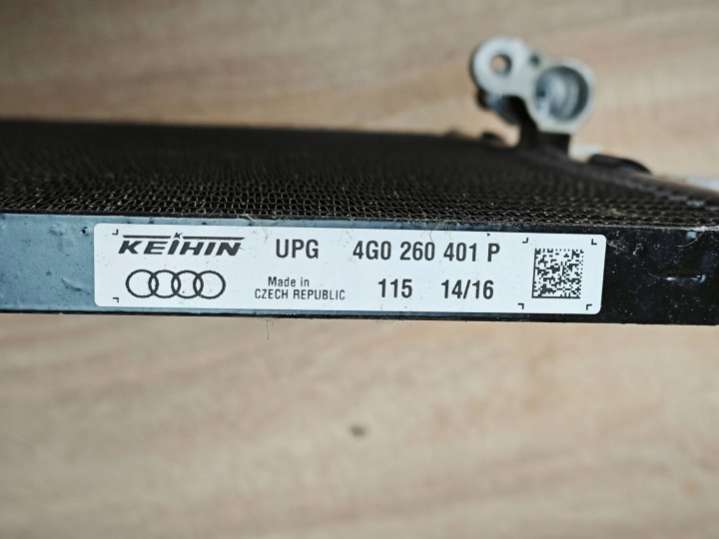 KEIHIN UPG 4G0 260 401 P
Made in
CZECH REPUBLIC 115 14/16